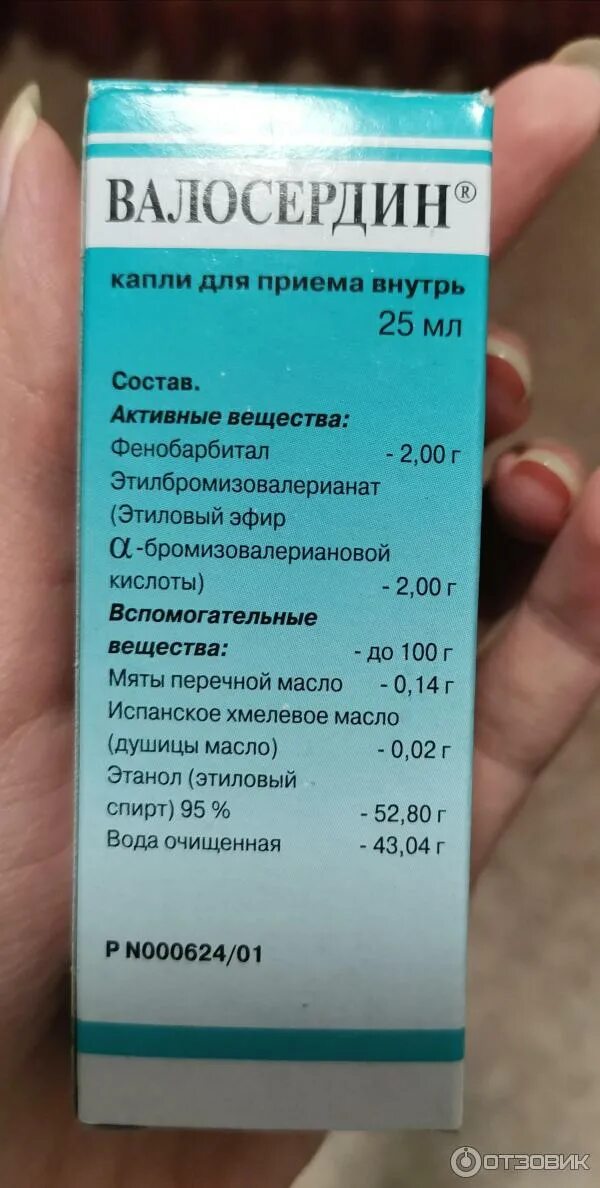 ВАЛОСЕРДИН®
капли для приема внутрь
25 мл
Состав.
Активные вещества:
Фенобарбитал - 2,00 г
Этилбромизовалерианат
(Этиловый эфир
α-бромизовалериановой
кислоты) - 2,00 г
Вспомогательные
вещества: - до 100 г
Мяты перечной масло - 0,14 г
Испанское хмелевое масло
(душицы масло) - 0,02 г
Этанол (этиловый
спирт) 95 % - 52,80 г
Вода очищенная - 43,04 г
Р N000624/01
ОТЗОВИК